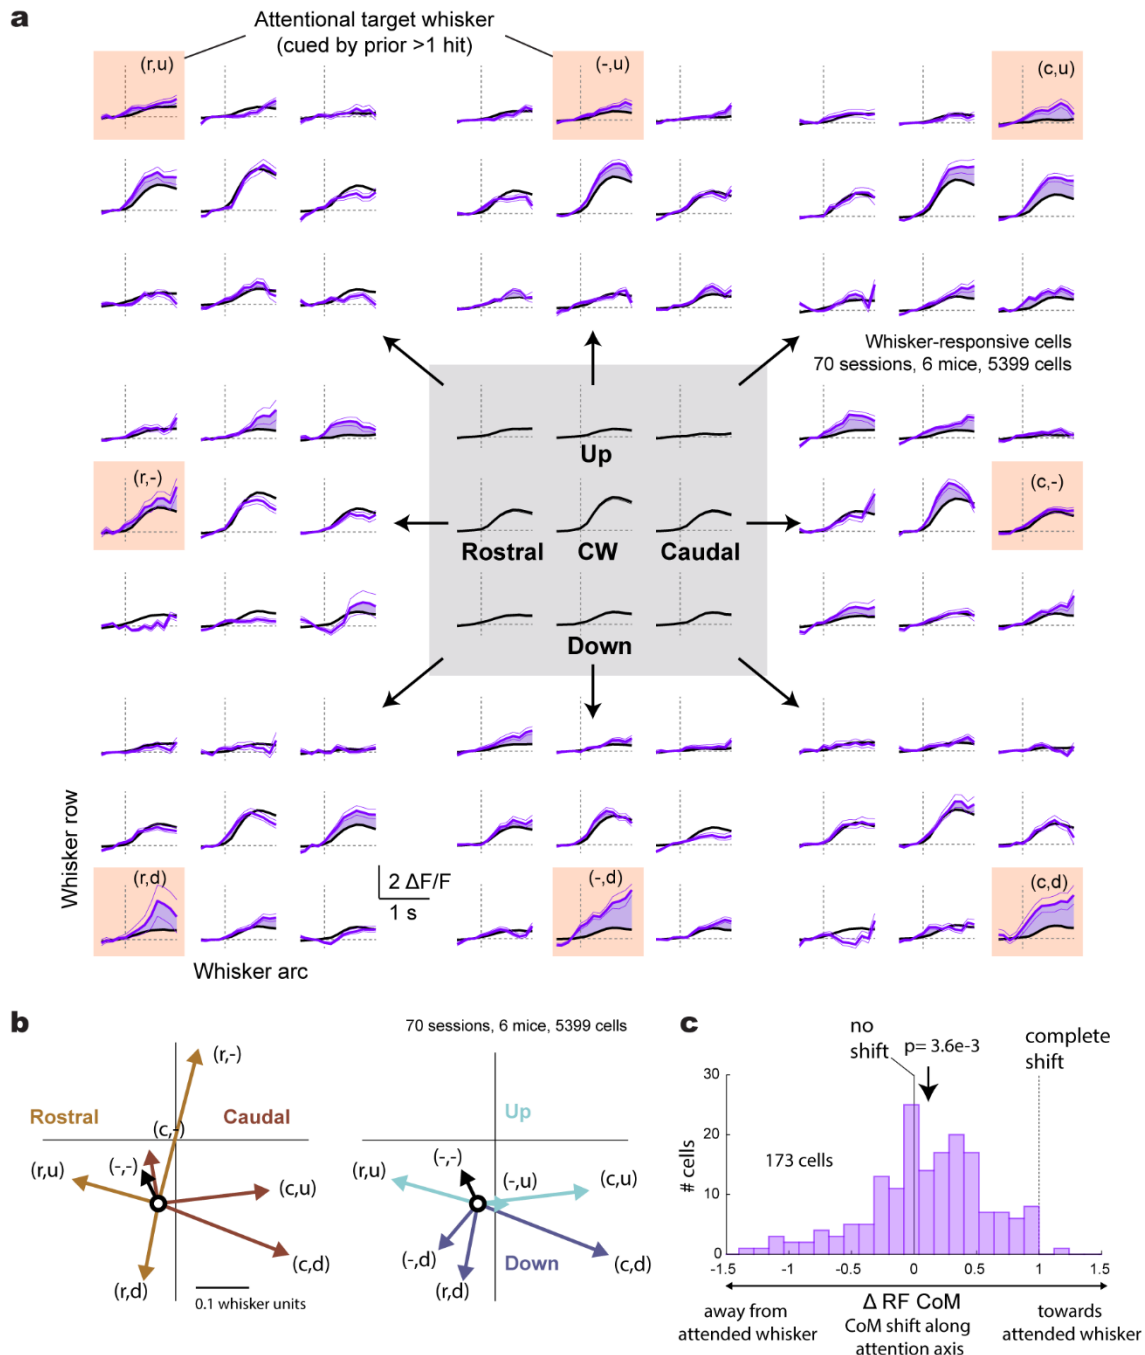 a
Attentional target whisker
(cued by prior >1 hit)
(r,u)
(-,u)
(c,u)
Whisker-responsive cells
70 sessions, 6 mice, 5399 cells
Up
(r,-)
(c,-)
Rostral
CW
Caudal
Down
Whisker row
(r,d)
(-,d)
(c,d)
2 ΔF/F
1 s
Whisker arc
b
70 sessions, 6 mice, 5399 cells
(r,-)
Rostral
Caudal
(c,-)
(r,u)
(-,-)
(c,u)
(c,d)
(r,d)
0.1 whisker units
Up
(r,u)
(-,-)
(-,u)
(c,u)
(-,d)
Down
(r,d)
(c,d)
c
no
shift
p= 3.6e-3
complete
shift
30
20
10
0
# cells
173 cells
-1.5
-1
-0.5
0
0.5
1
1.5
Δ RF CoM
away from
attended whisker
CoM shift along
attention axis
towards
attended whisker